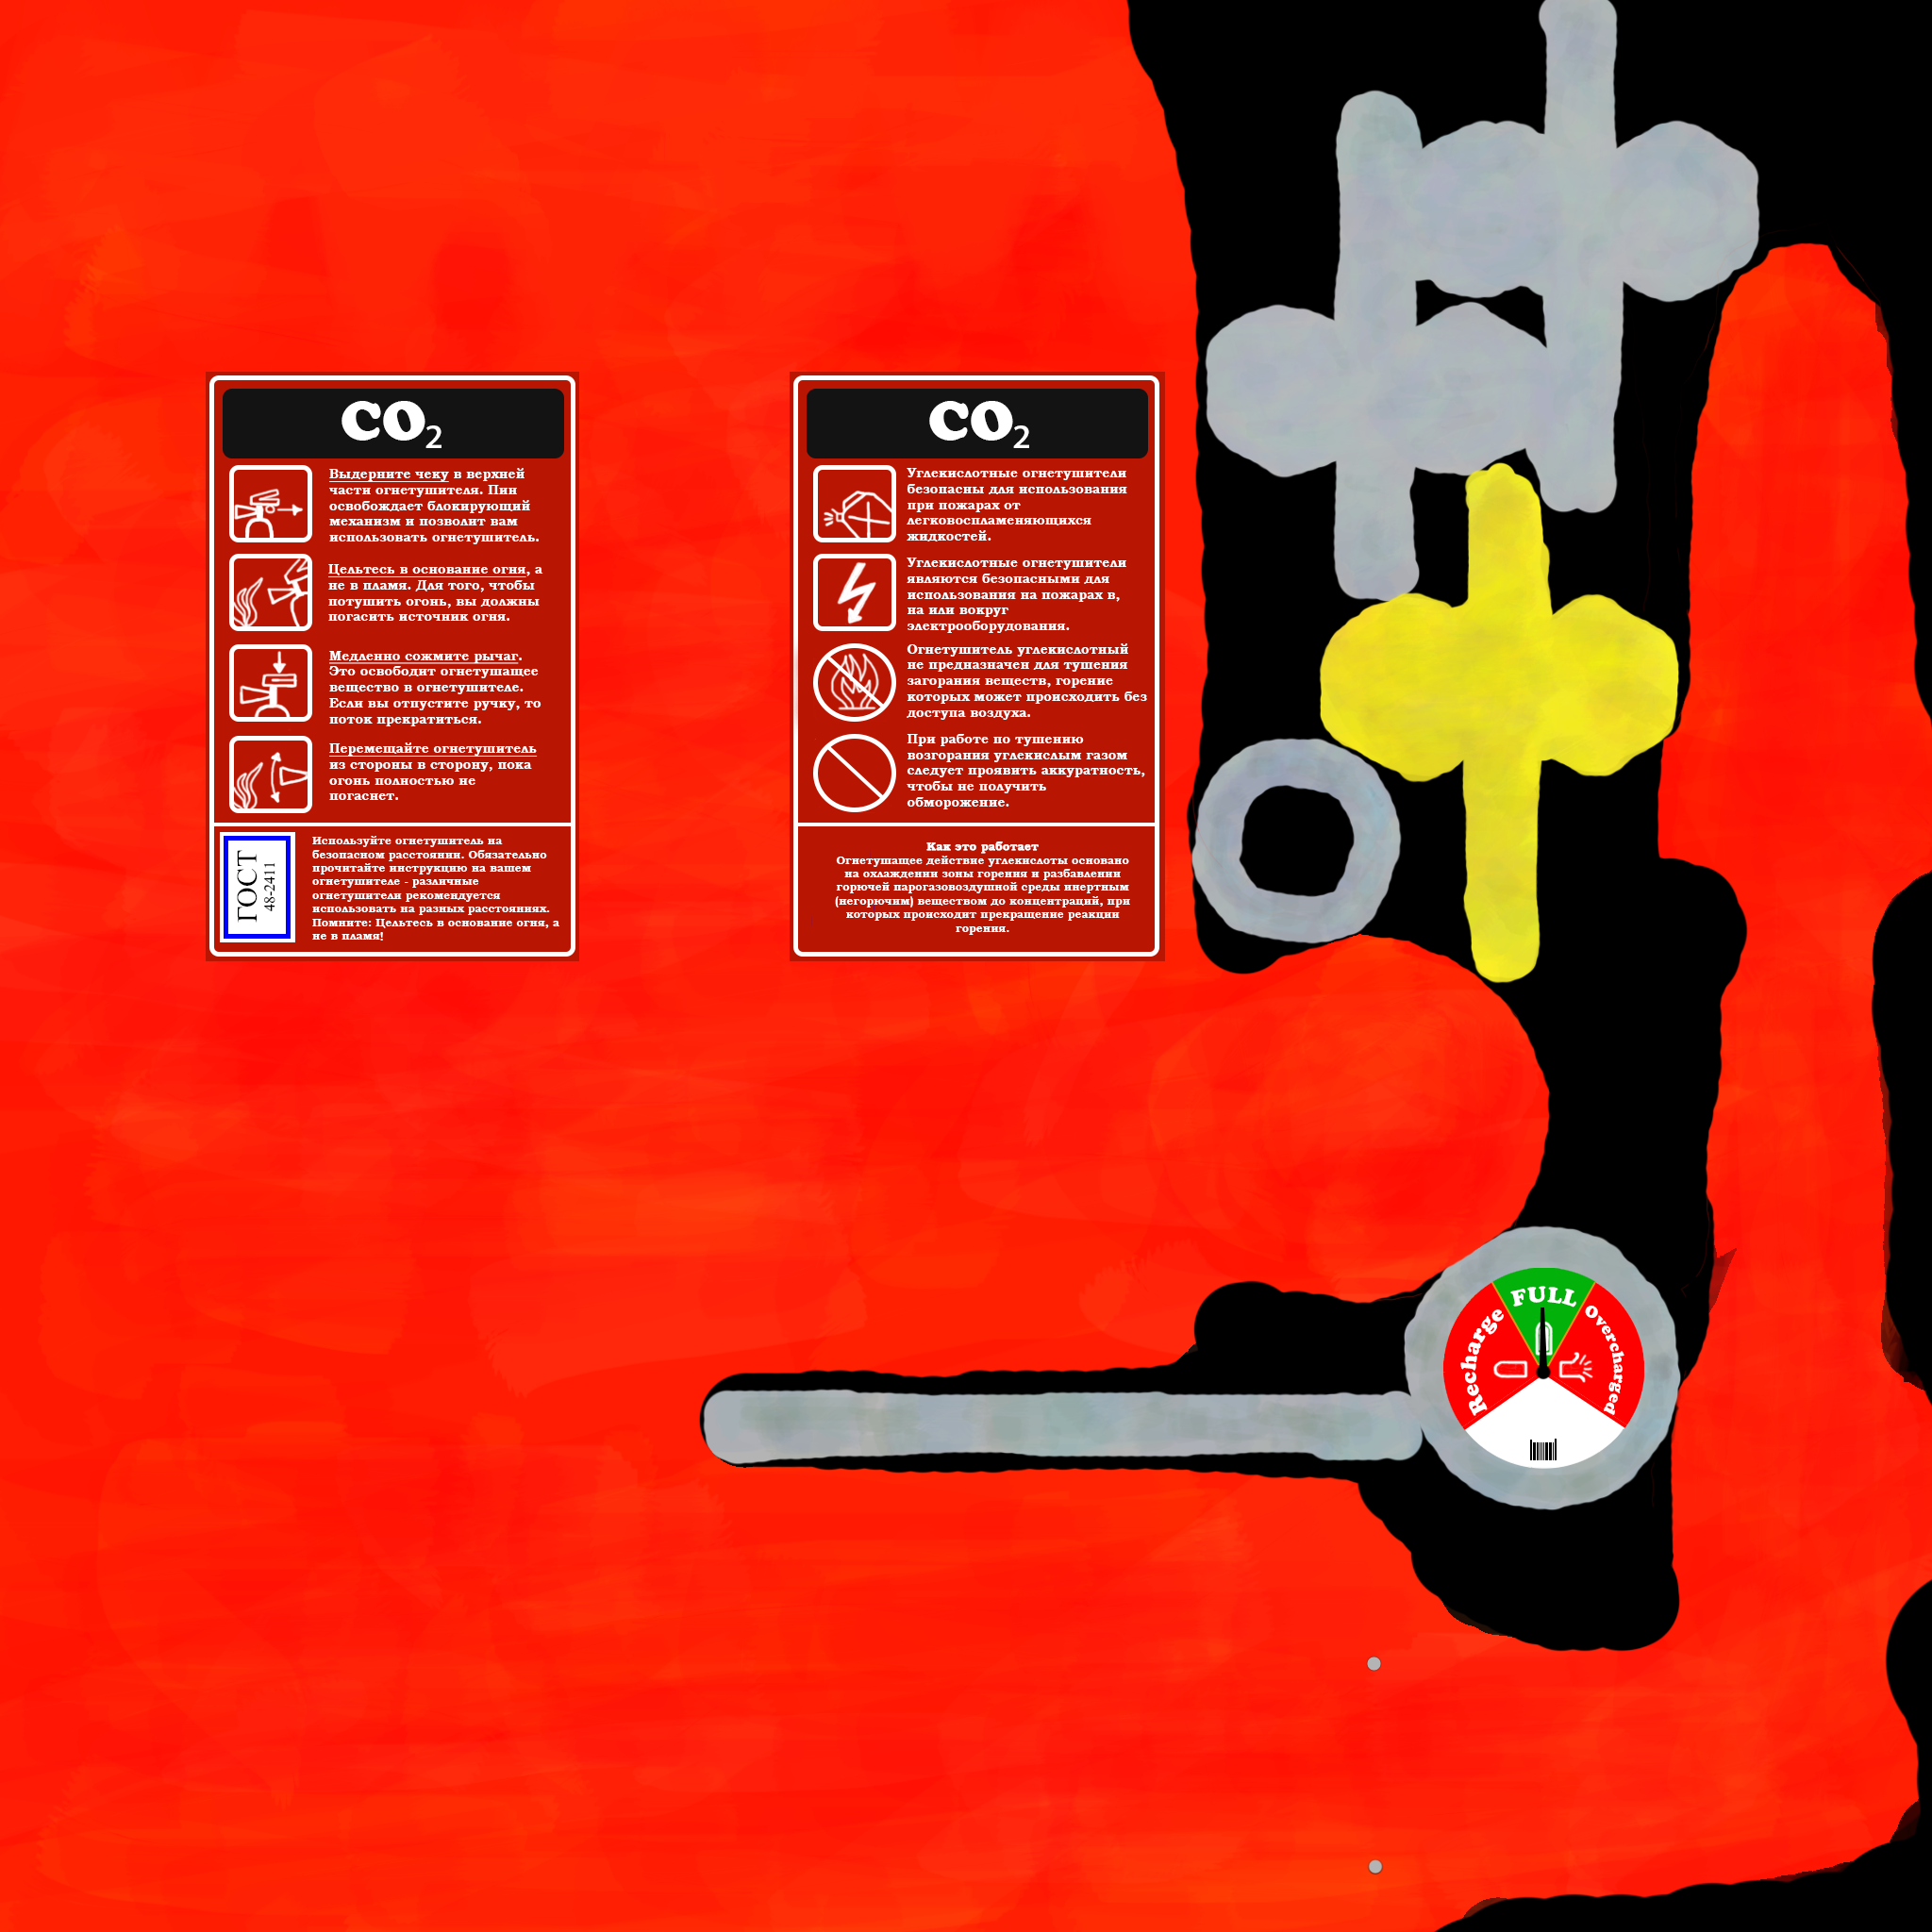 CO₂
Выдерните чеку в верхней
части огнетушителя. Пин
освобождает блокирующий
механизм и позволит вам
использовать огнетушитель.
Цельтесь в основание огня, а
не в пламя. Для того, чтобы
потушить огонь, вы должны
погасить источник огня.
Медленно сожмите рычаг.
Это освободит огнетушащее
вещество в огнетушителе.
Если вы отпустите ручку, то
поток прекратиться.
Перемещайте огнетушитель
из стороны в сторону, пока
огонь полностью не
погаснет.
ГОСТ
48-2411
Используйте огнетушитель на
безопасном расстоянии. Обязательно
прочитайте инструкцию на вашем
огнетушителе - различные
огнетушители рекомендуется
использовать на разных расстояниях.
Помните: Цельтесь в основание огня, а
не в пламя!
CO₂
Углекислотные огнетушители
безопасны для использования
при пожарах от
легковоспламеняющихся
жидкостей.
Углекислотные огнетушители
являются безопасными для
использования на пожарах в,
на или вокруг
электрооборудования.
Огнетушитель углекислотный
не предназначен для тушения
загорания веществ, горение
которых может происходить без
доступа воздуха.
При работе по тушению
возгорания углекислым газом
следует проявить аккуратность,
чтобы не получить
обморожение.
Как это работает
Огнетушащее действие углекислоты основано
на охлаждении зоны горения и разбавлении
горючей парогазовоздушной среды инертным
(негорючим) веществом до концентраций, при
которых происходит прекращение реакции
горения.
Recharge
FULL
Overcharged